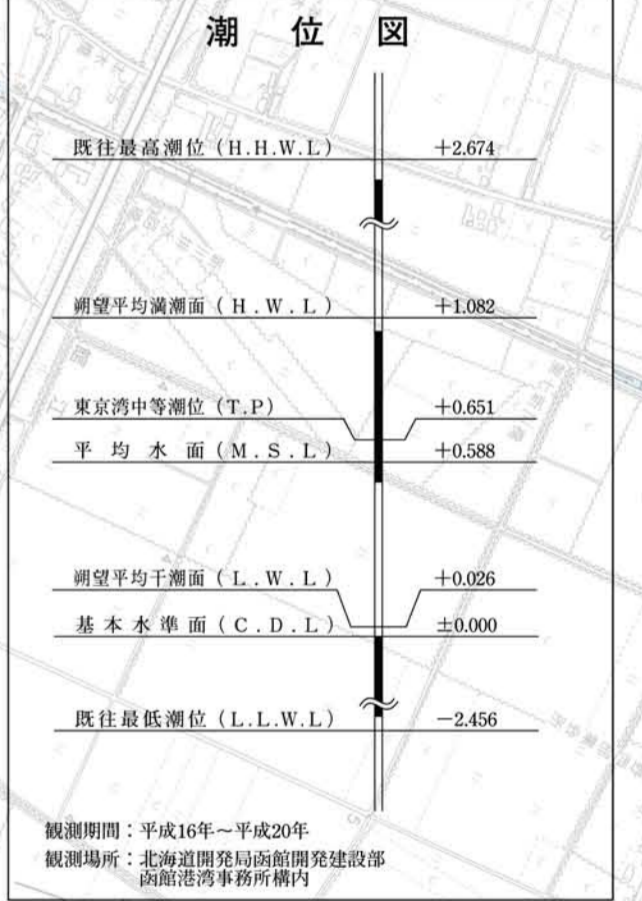 潮 位 図
既往最高潮位（H.H.W.L） +2.674
朔望平均満潮面（H.W.L） +1.082
東京湾中等潮位（T.P） +0.651
平均水面（M.S.L） +0.588
朔望平均干潮面（L.W.L） +0.026
基本水準面（C.D.L） ±0.000
既往最低潮位（L.L.W.L） −2.456
観測期間：平成16年～平成20年
観測場所：北海道開発局函館開発建設部
函館港湾事務所構内